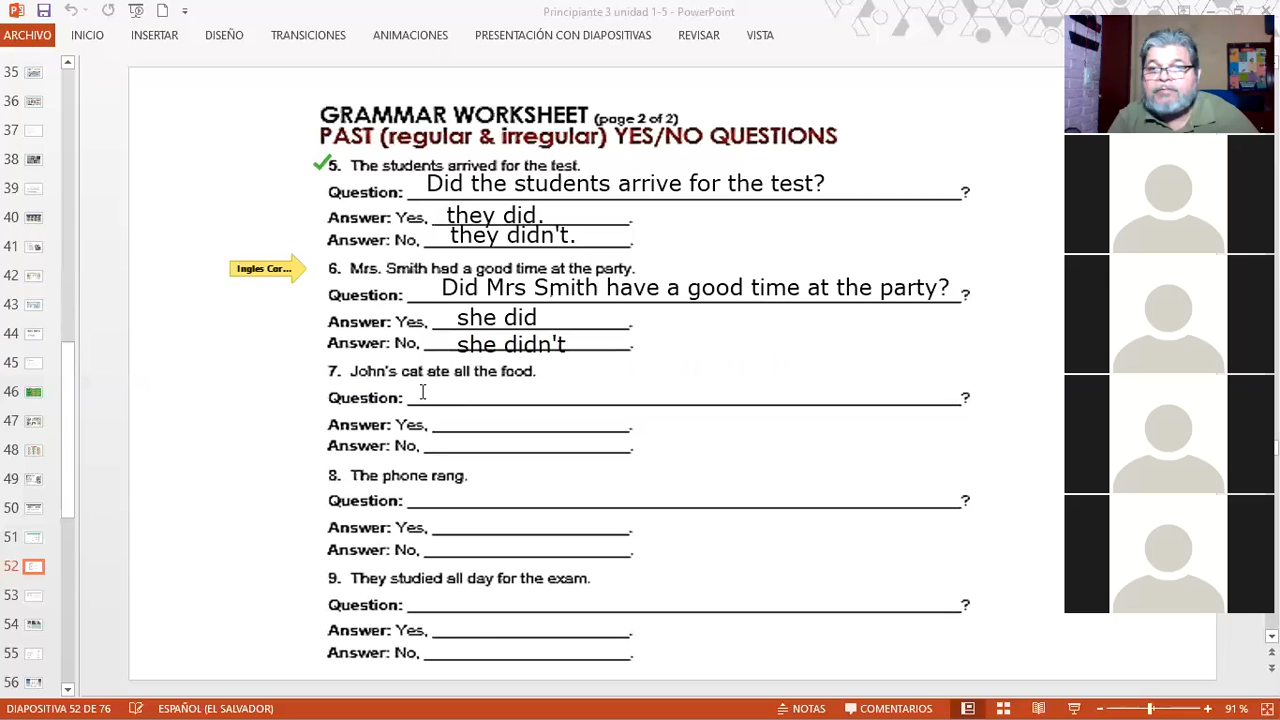 Principiante 3 unidad 1-5 - PowerPoint
ARCHIVO INICIO INSERTAR DISEÑO TRANSICIONES ANIMACIONES PRESENTACIÓN CON DIAPOSITIVAS REVISAR VISTA
35
36
37
38
39
40
41
42
43
44
45
46
47
48
49
50
51
52
53
54
55
56
GRAMMAR WORKSHEET (page 2 of 2)
PAST (regular & irregular) YES/NO QUESTIONS
5. The students arrived for the test.
Question: Did the students arrive for the test? ?
Answer: Yes, they did. .
Answer: No, they didn't. .
Ingles Cor...
6. Mrs. Smith had a good time at the party.
Question: Did Mrs Smith have a good time at the party? ?
Answer: Yes, she did .
Answer: No, she didn't .
7. John's cat ate all the food.
Question: ?
Answer: Yes, .
Answer: No, .
8. The phone rang.
Question: ?
Answer: Yes, .
Answer: No, .
9. They studied all day for the exam.
Question: ?
Answer: Yes, .
Answer: No, .
DIAPOSITIVA 52 DE 76 ESPAÑOL (EL SALVADOR) NOTAS COMENTARIOS 91 %